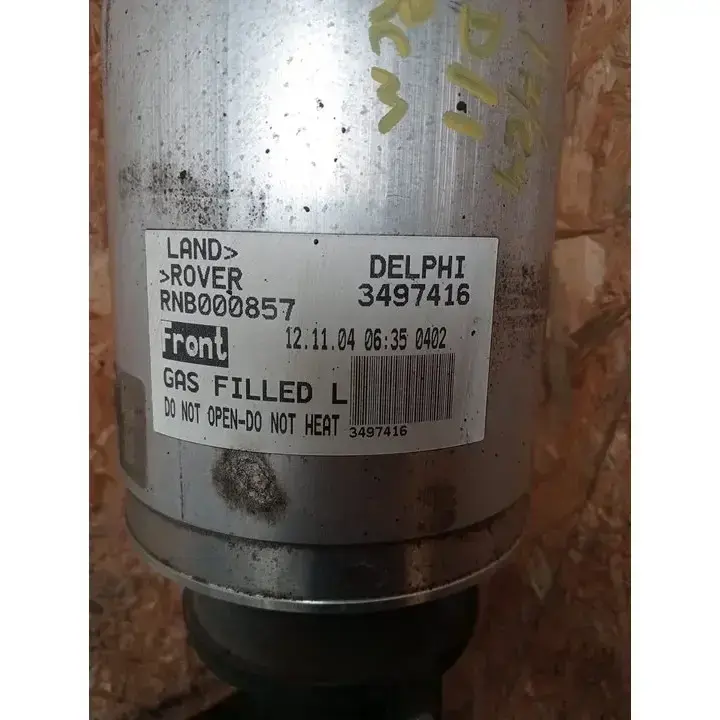 LAND> DELPHI
>ROVER 3497416
RNB000857
Front 12.11.04 06:35 0402
GAS FILLED L
DO NOT OPEN-DO NOT HEAT 3497416